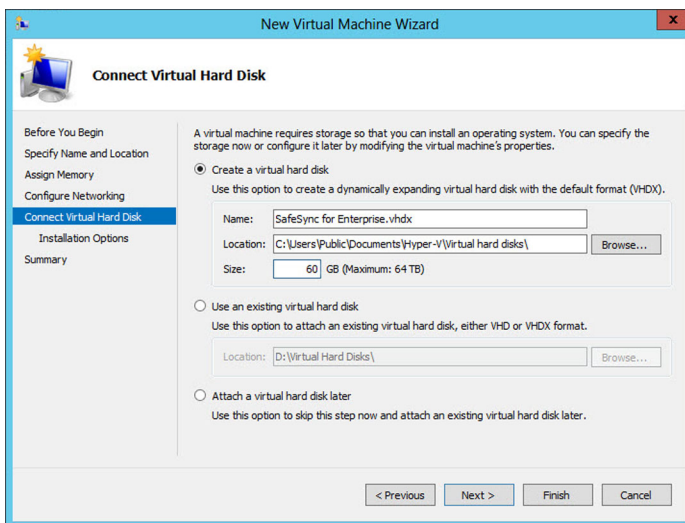 New Virtual Machine Wizard
x
Connect Virtual Hard Disk
Before You Begin
Specify Name and Location
Assign Memory
Configure Networking
Connect Virtual Hard Disk
Installation Options
Summary
A virtual machine requires storage so that you can install an operating system. You can specify the
storage now or configure it later by modifying the virtual machine's properties.
Create a virtual hard disk
Use this option to create a dynamically expanding virtual hard disk with the default format (VHDX).
Name: SafeSync for Enterprise.vhdx
Location: C:\Users\Public\Documents\Hyper-V\Virtual hard disks\ Browse...
Size: 60 GB (Maximum: 64 TB)
Use an existing virtual hard disk
Use this option to attach an existing virtual hard disk, either VHD or VHDX format.
Location: D:\Virtual Hard Disks\ Browse...
Attach a virtual hard disk later
Use this option to skip this step now and attach an existing virtual hard disk later.
< Previous Next > Finish Cancel